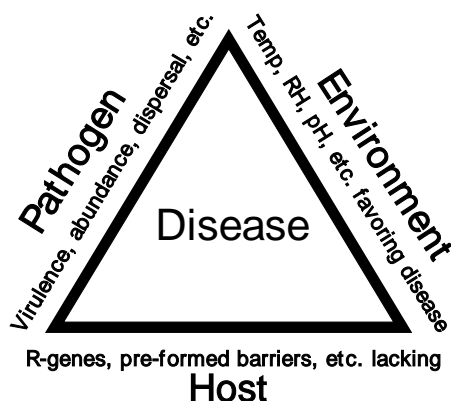 Pathogen
Virulence, abundance, dispersal, etc.
Environment
Temp, RH, pH, etc. favoring disease
Disease
R-genes, pre-formed barriers, etc. lacking
Host